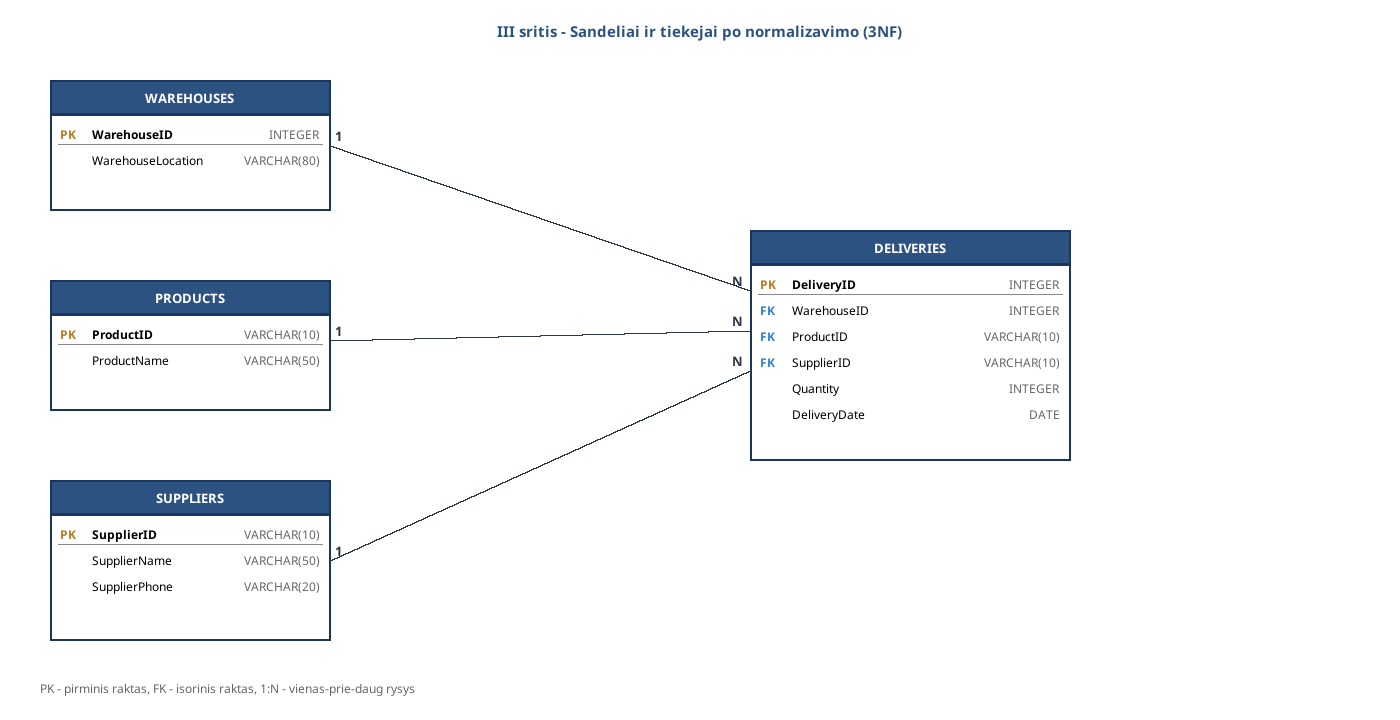 III sritis - Sandeliai ir tiekejai po normalizavimo (3NF)
WAREHOUSES
PK WarehouseID INTEGER
WarehouseLocation VARCHAR(80)
1
PRODUCTS
PK ProductID VARCHAR(10)
ProductName VARCHAR(50)
1
SUPPLIERS
PK SupplierID VARCHAR(10)
SupplierName VARCHAR(50)
SupplierPhone VARCHAR(20)
1
N
N
N
DELIVERIES
PK DeliveryID INTEGER
FK WarehouseID INTEGER
FK ProductID VARCHAR(10)
FK SupplierID VARCHAR(10)
Quantity INTEGER
DeliveryDate DATE
PK - pirminis raktas, FK - isorinis raktas, 1:N - vienas-prie-daug rysys